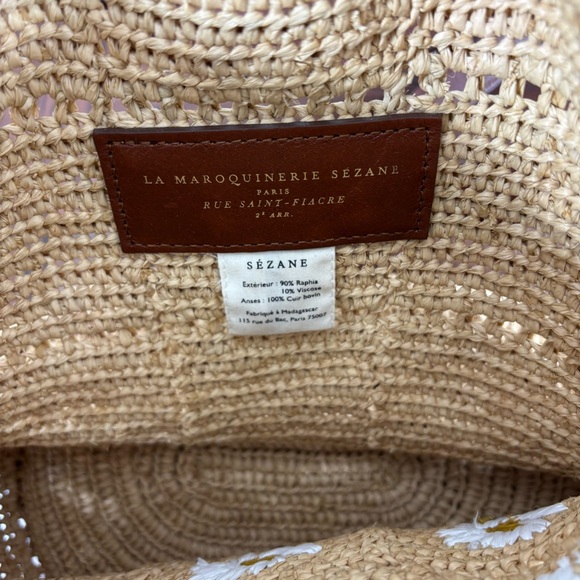 LA MAROQUINERIE SÉZANE
PARIS
RUE SAINT-FIACRE
2E ARR.
SÉZANE
Extérieur : 90% Raphia
10% Viscose
Anses : 100% Cuir bovin
Fabriqué à Madagascar
115 rue du Bac, Paris 75007